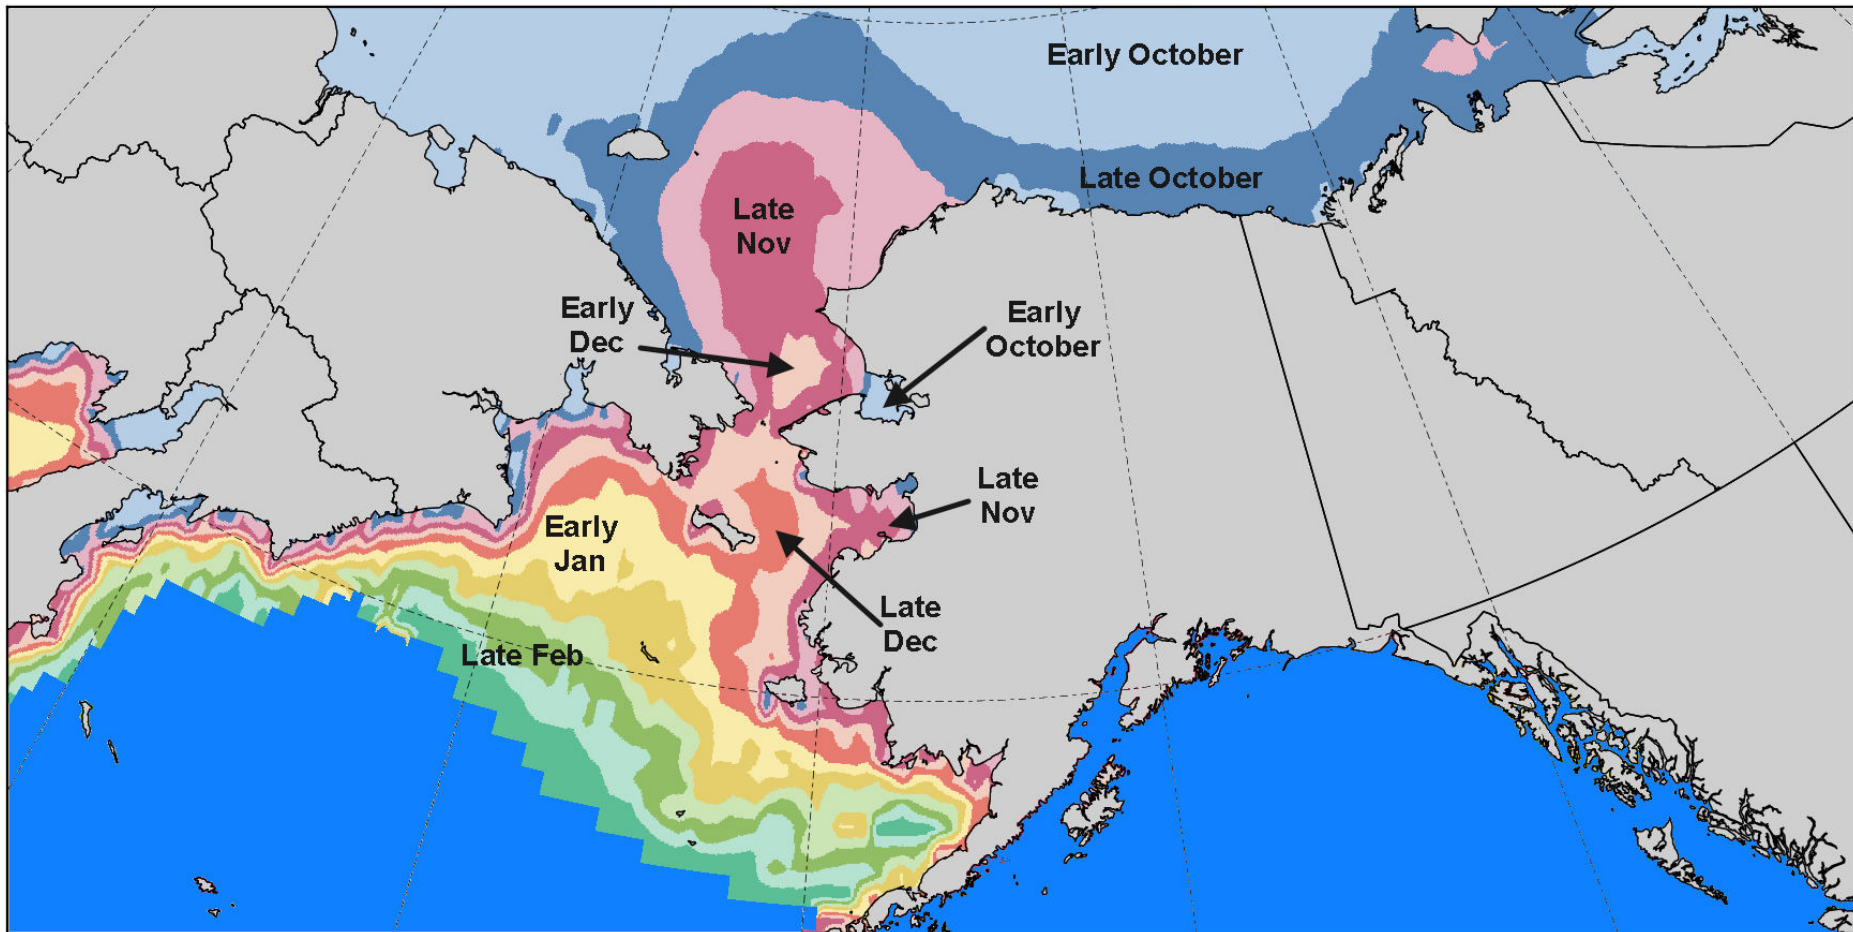 Early October
Late October
Late
Nov
Early
Dec
Early
October
Late
Nov
Early
Jan
Late
Dec
Late Feb